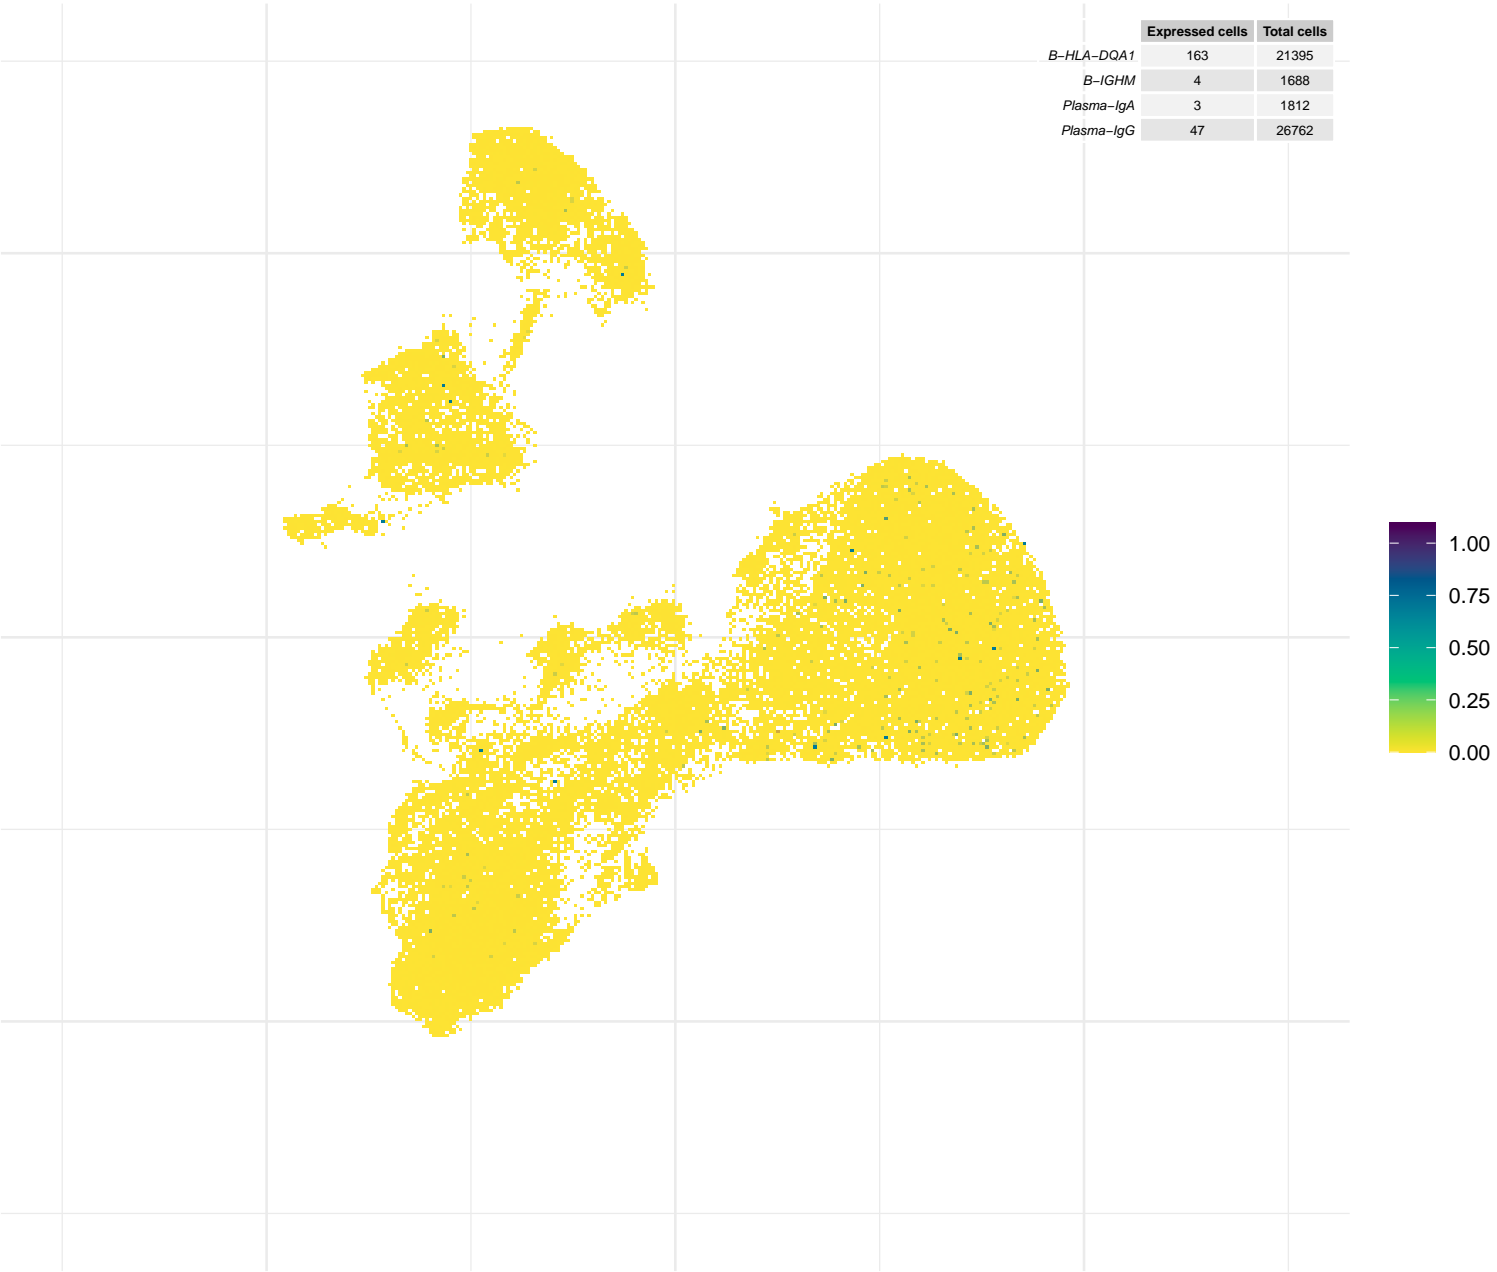 Expressed cells Total cells
B−HLA−DQA1 163 21395
B−IGHM 4 1688
Plasma−IgA 3 1812
Plasma−IgG 47 26762
1.00
0.75
0.50
0.25
0.00